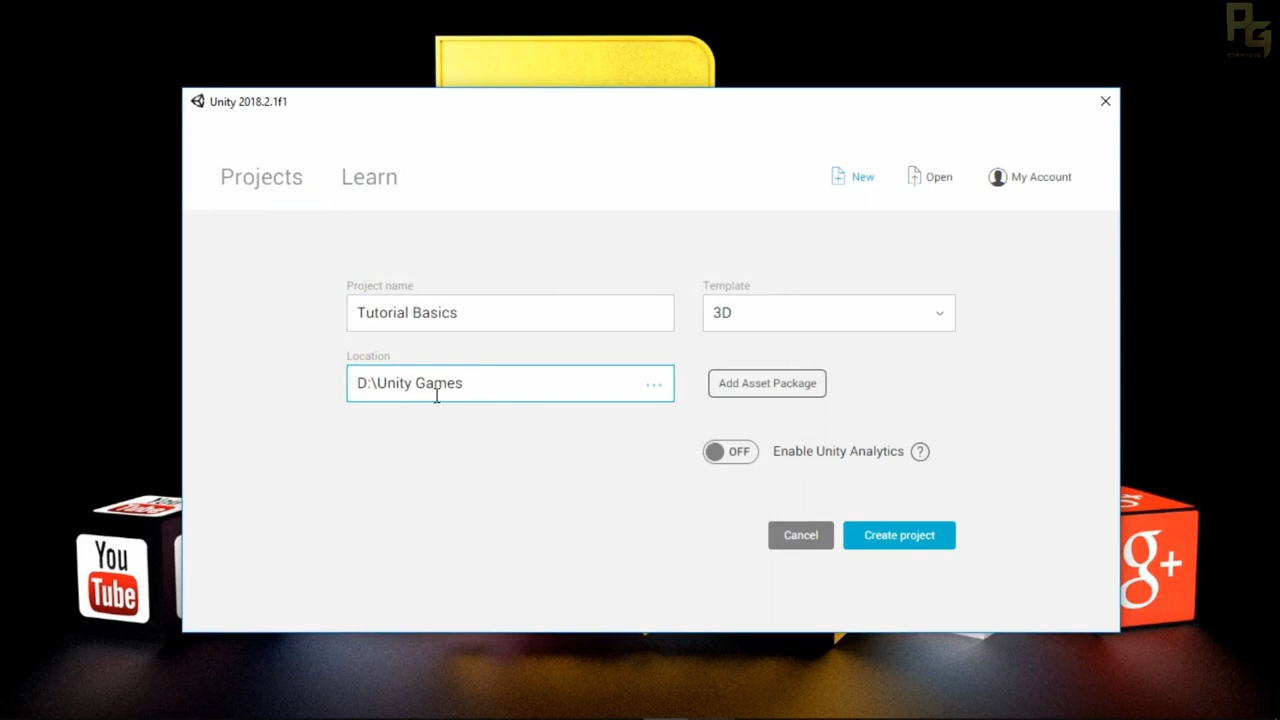 PG
Unity 2018.2.1f1
Projects Learn New Open My Account
Project name Template
Tutorial Basics 3D
Location
D:\Unity Games ... Add Asset Package
OFF Enable Unity Analytics ?
Cancel Create project
You
Tube
g+